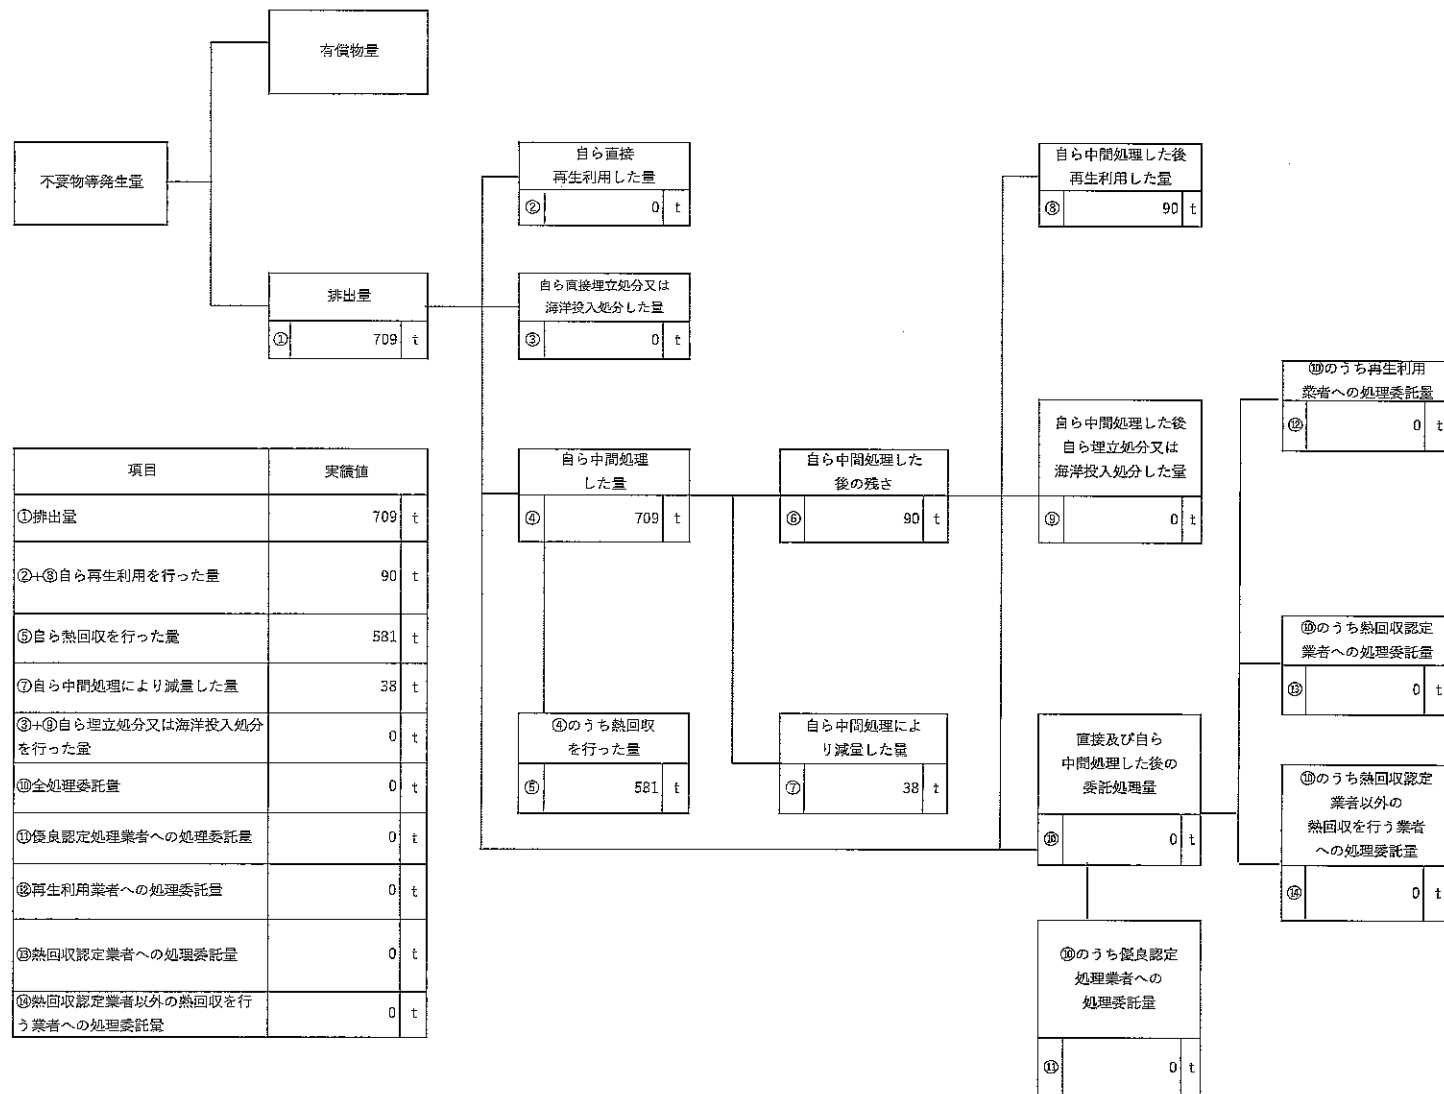 有償物量
不要物等発生量
排出量
① 709 t
自ら直接
再生利用した量
② 0 t
自ら直接埋立処分又は
海洋投入処分した量
③ 0 t
自ら中間処理
した量
④ 709 t
④のうち熱回収
を行った量
⑤ 581 t
自ら中間処理した
後の残さ
⑥ 90 t
自ら中間処理によ
り減量した量
⑦ 38 t
自ら中間処理した後
再生利用した量
⑧ 90 t
自ら中間処理した後
自ら埋立処分又は
海洋投入処分した量
⑨ 0 t
直接及び自ら
中間処理した後の
委託処理量
⑩ 0 t
⑩のうち優良認定
処理業者への
処理委託量
⑪ 0 t
⑩のうち再生利用
業者への処理委託量
⑫ 0 t
⑩のうち熱回収認定
業者への処理委託量
⑬ 0 t
⑩のうち熱回収認定
業者以外の
熱回収を行う業者
への処理委託量
⑭ 0 t
項目 実績値
①排出量 709 t
②+⑧自ら再生利用を行った量 90 t
⑤自ら熱回収を行った量 581 t
⑦自ら中間処理により減量した量 38 t
③+⑨自ら埋立処分又は海洋投入処分
を行った量 0 t
⑩全処理委託量 0 t
⑪優良認定処理業者への処理委託量 0 t
⑫再生利用業者への処理委託量 0 t
⑬熱回収認定業者への処理委託量 0 t
⑭熱回収認定業者以外の熱回収を行
う業者への処理委託量 0 t